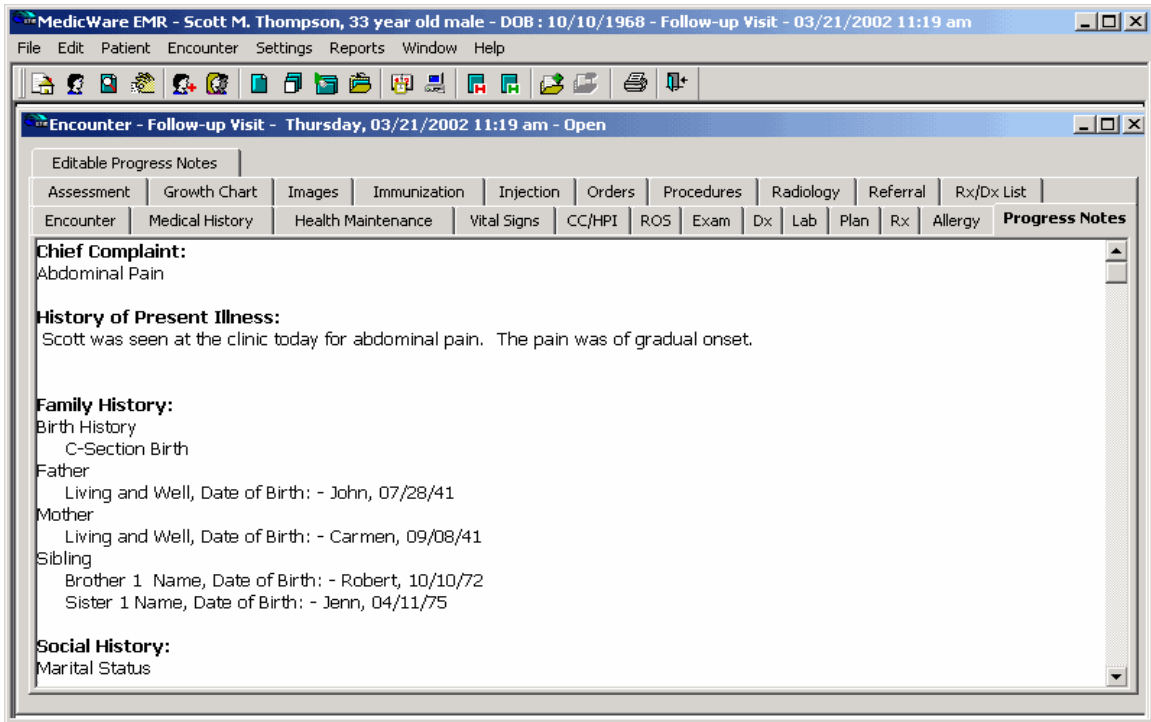 MedicWare EMR - Scott M. Thompson, 33 year old male - DOB : 10/10/1968 - Follow-up Visit - 03/21/2002 11:19 am
File Edit Patient Encounter Settings Reports Window Help
Encounter - Follow-up Visit - Thursday, 03/21/2002 11:19 am - Open
Editable Progress Notes
Assessment Growth Chart Images Immunization Injection Orders Procedures Radiology Referral Rx/Dx List
Encounter Medical History Health Maintenance Vital Signs CC/HPI ROS Exam Dx Lab Plan Rx Allergy Progress Notes
Chief Complaint:
Abdominal Pain
History of Present Illness:
Scott was seen at the clinic today for abdominal pain. The pain was of gradual onset.
Family History:
Birth History
C-Section Birth
Father
Living and Well, Date of Birth: - John, 07/28/41
Mother
Living and Well, Date of Birth: - Carmen, 09/08/41
Sibling
Brother 1 Name, Date of Birth: - Robert, 10/10/72
Sister 1 Name, Date of Birth: - Jenn, 04/11/75
Social History:
Marital Status